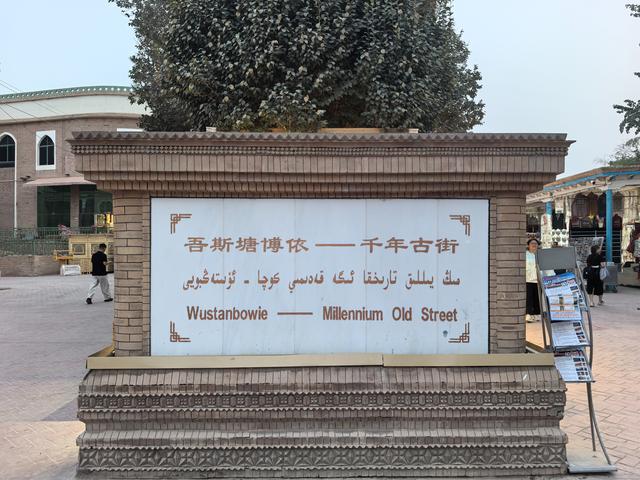 吾斯塘博依——千年古街
مىڭ يىللىق تارىخقا ئىگە قەدىمىي كوچا - ئۆستەڭبويى
Wustanbowie —— Millennium Old Street